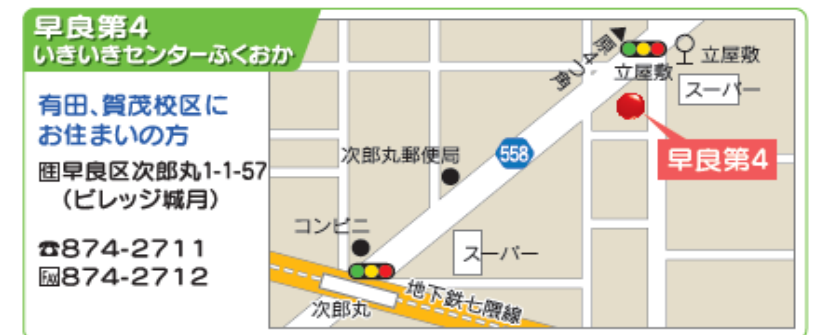 早良第4
いきいきセンターふくおか
有田、賀茂校区に
お住まいの方
住早良区次郎丸1-1-57
(ビレッジ城月)
☎874-2711
FAX874-2712
原
四つ角
立屋敷
立屋敷
スーパー
早良第4
次郎丸郵便局
558
コンビニ
スーパー
地下鉄七隈線
次郎丸